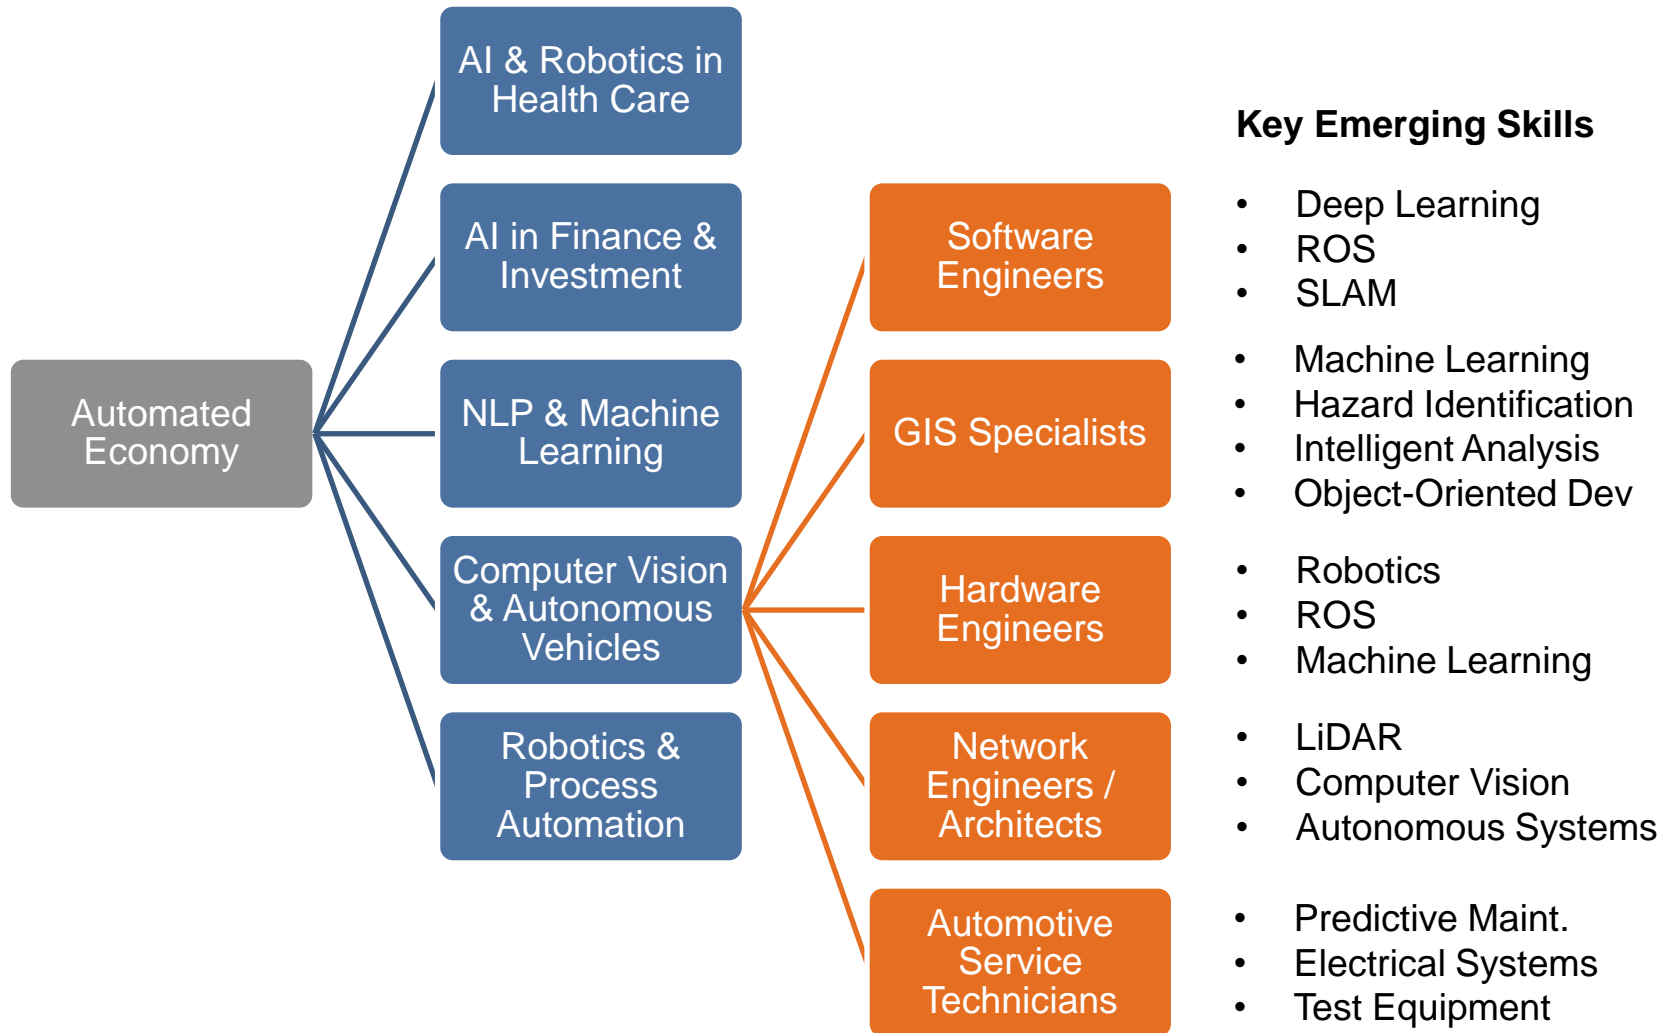 AI & Robotics in
Health Care
AI in Finance &
Investment
Automated
Economy
NLP & Machine
Learning
Computer Vision
& Autonomous
Vehicles
Robotics &
Process
Automation
Software
Engineers
GIS Specialists
Hardware
Engineers
Network
Engineers /
Architects
Automotive
Service
Technicians
Key Emerging Skills
• Deep Learning
• ROS
• SLAM
• Machine Learning
• Hazard Identification
• Intelligent Analysis
• Object-Oriented Dev
• Robotics
• ROS
• Machine Learning
• LiDAR
• Computer Vision
• Autonomous Systems
• Predictive Maint.
• Electrical Systems
• Test Equipment